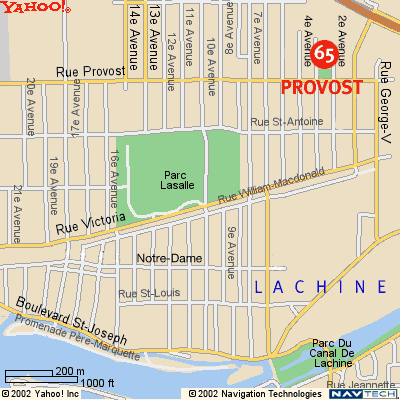 YAHOO!
14e Avenue
13e Avenue
12e Avenue
11e Avenue
10e Avenue
8e Avenue
7e Avenue
4e Avenue
2e Avenue
65
PROVOST
Rue Provost
Rue George-V
20e Avenue
17e Avenue
Rue St-Antoine
19e Avenue
16e Avenue
21e Avenue
Parc
Lasalle
Rue William-Macdonald
Rue Victoria
9e Avenue
Notre-Dame
Rue St-Louis
LACHINE
Boulevard St-Joseph
Promenade Père-Marquette
Parc Du
Canal De
Lachine
200 m
1000 ft
Rue Jeannette
©2002 Yahoo! Inc
©2002 Navigation Technologies
NAVTECH